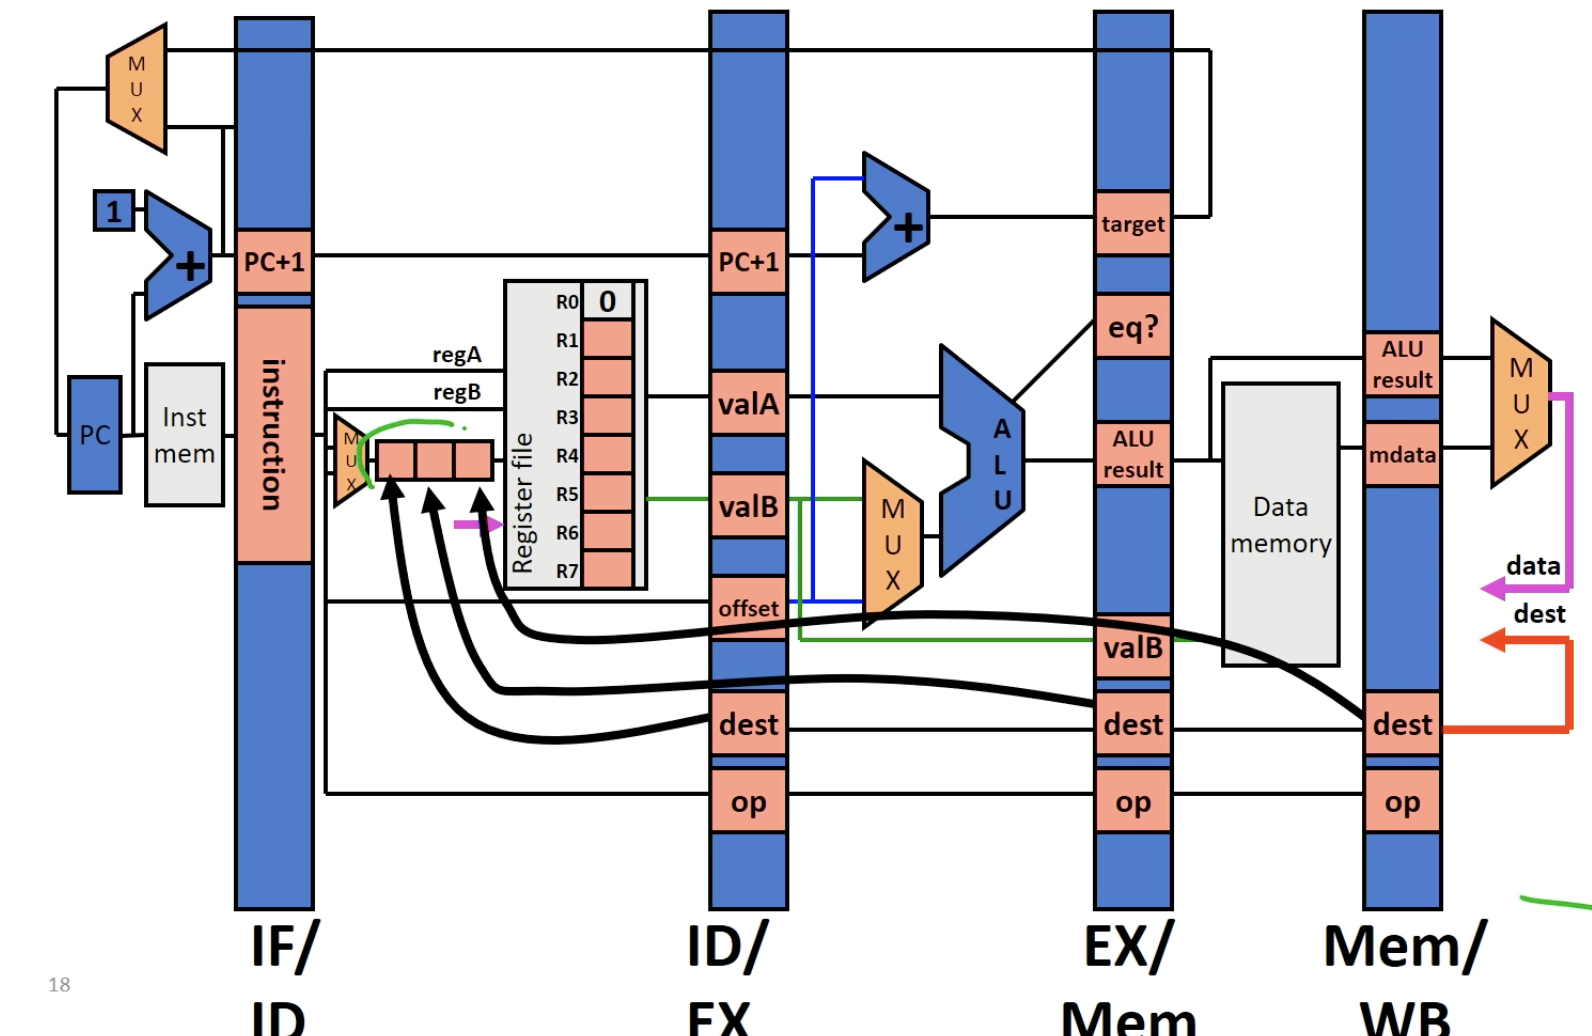 M
U
X
1
+
PC+1
PC
Inst
mem
instruction
regA
regB
M
U
X
Register file
R0 0
R1
R2
R3
R4
R5
R6
R7
PC+1
valA
valB
offset
dest
op
+
M
U
X
A
L
U
target
eq?
ALU
result
valB
dest
op
Data
memory
ALU
result
mdata
dest
op
M
U
X
data
dest
IF/
ID
ID/
EX
EX/
Mem
Mem/
WB
18